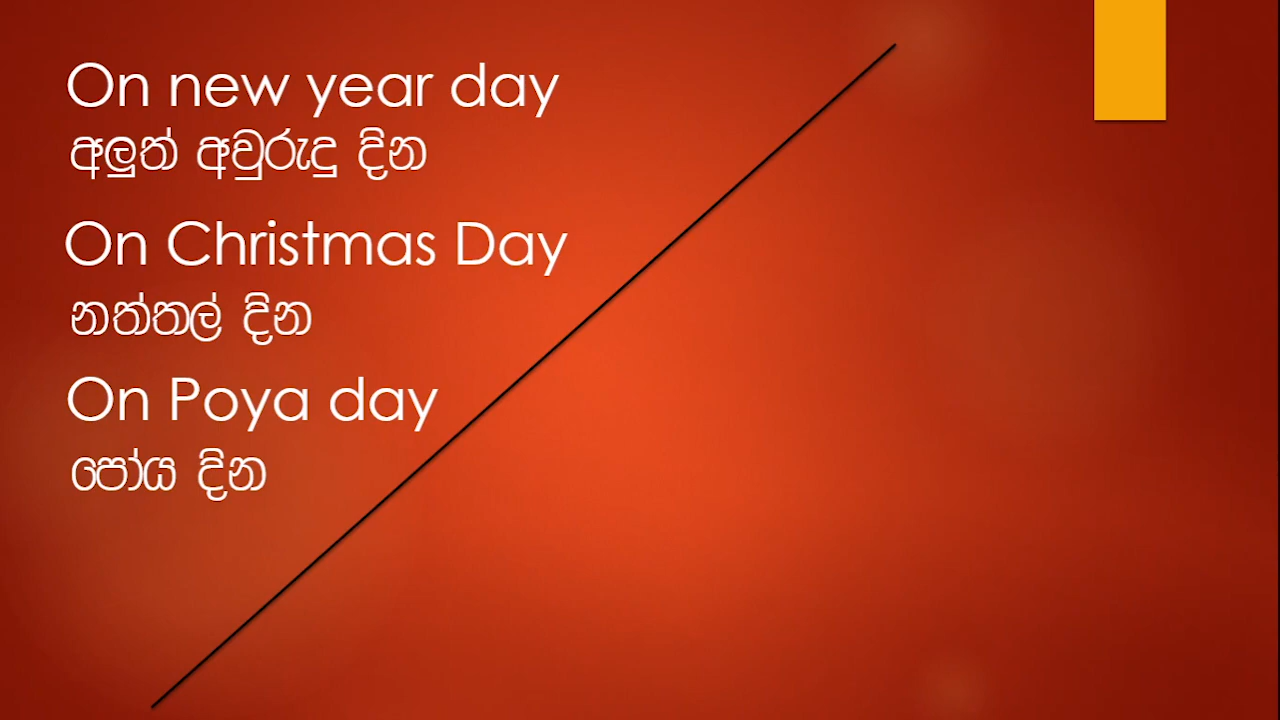 On new year day
අලුත් අවුරුදු දින
On Christmas Day
නත්තල් දින
On Poya day
පෝය දින